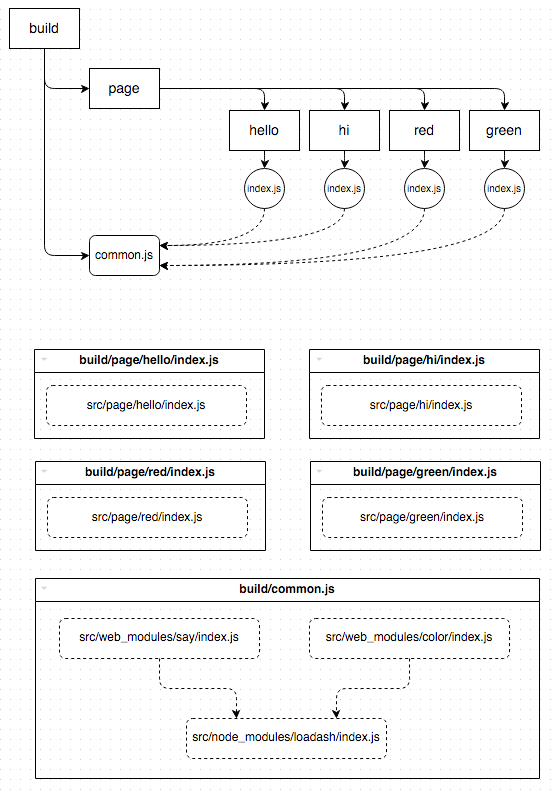 build
page
hello
hi
red
green
index.js
index.js
index.js
index.js
common.js
build/page/hello/index.js
build/page/hi/index.js
src/page/hello/index.js
src/page/hi/index.js
build/page/red/index.js
build/page/green/index.js
src/page/red/index.js
src/page/green/index.js
build/common.js
src/web_modules/say/index.js
src/web_modules/color/index.js
src/node_modules/loadash/index.js